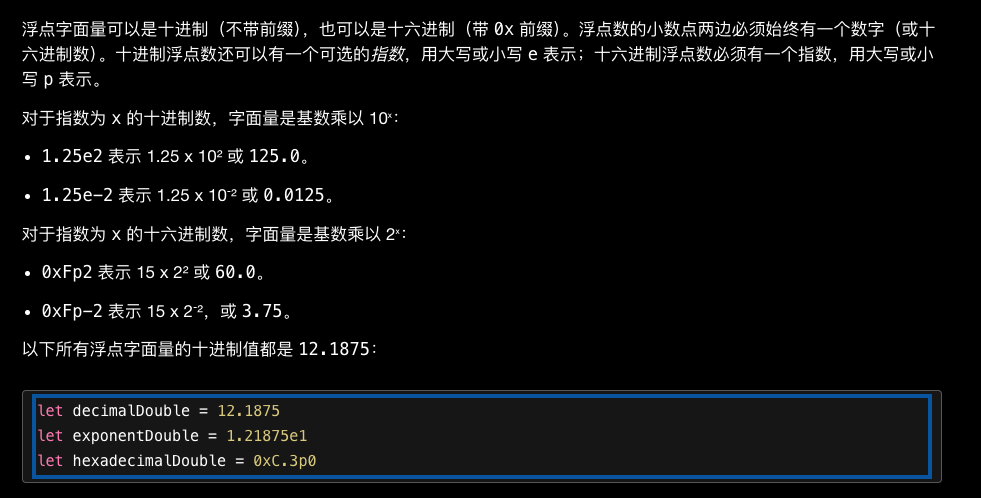 浮点字面量可以是十进制（不带前缀），也可以是十六进制（带 0x 前缀）。浮点数的小数点两边必须始终有一个数字（或十
六进制数）。十进制浮点数还可以有一个可选的指数，用大写或小写 e 表示；十六进制浮点数必须有一个指数，用大写或小
写 p 表示。
对于指数为 x 的十进制数，字面量是基数乘以 10ˣ：
• 1.25e2 表示 1.25 x 10² 或 125.0。
• 1.25e-2 表示 1.25 x 10⁻² 或 0.0125。
对于指数为 x 的十六进制数，字面量是基数乘以 2ˣ：
• 0xFp2 表示 15 x 2² 或 60.0。
• 0xFp-2 表示 15 x 2⁻²，或 3.75。
以下所有浮点字面量的十进制值都是 12.1875：
let decimalDouble = 12.1875
let exponentDouble = 1.21875e1
let hexadecimalDouble = 0xC.3p0